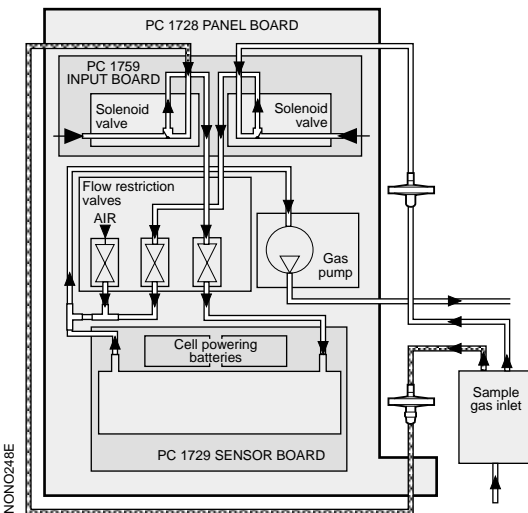 PC 1728 PANEL BOARD
PC 1759
INPUT BOARD
Solenoid
valve
Solenoid
valve
Flow restriction
valves
AIR
Gas
pump
Cell powering
batteries
Sample
gas inlet
PC 1729 SENSOR BOARD
NONO248E